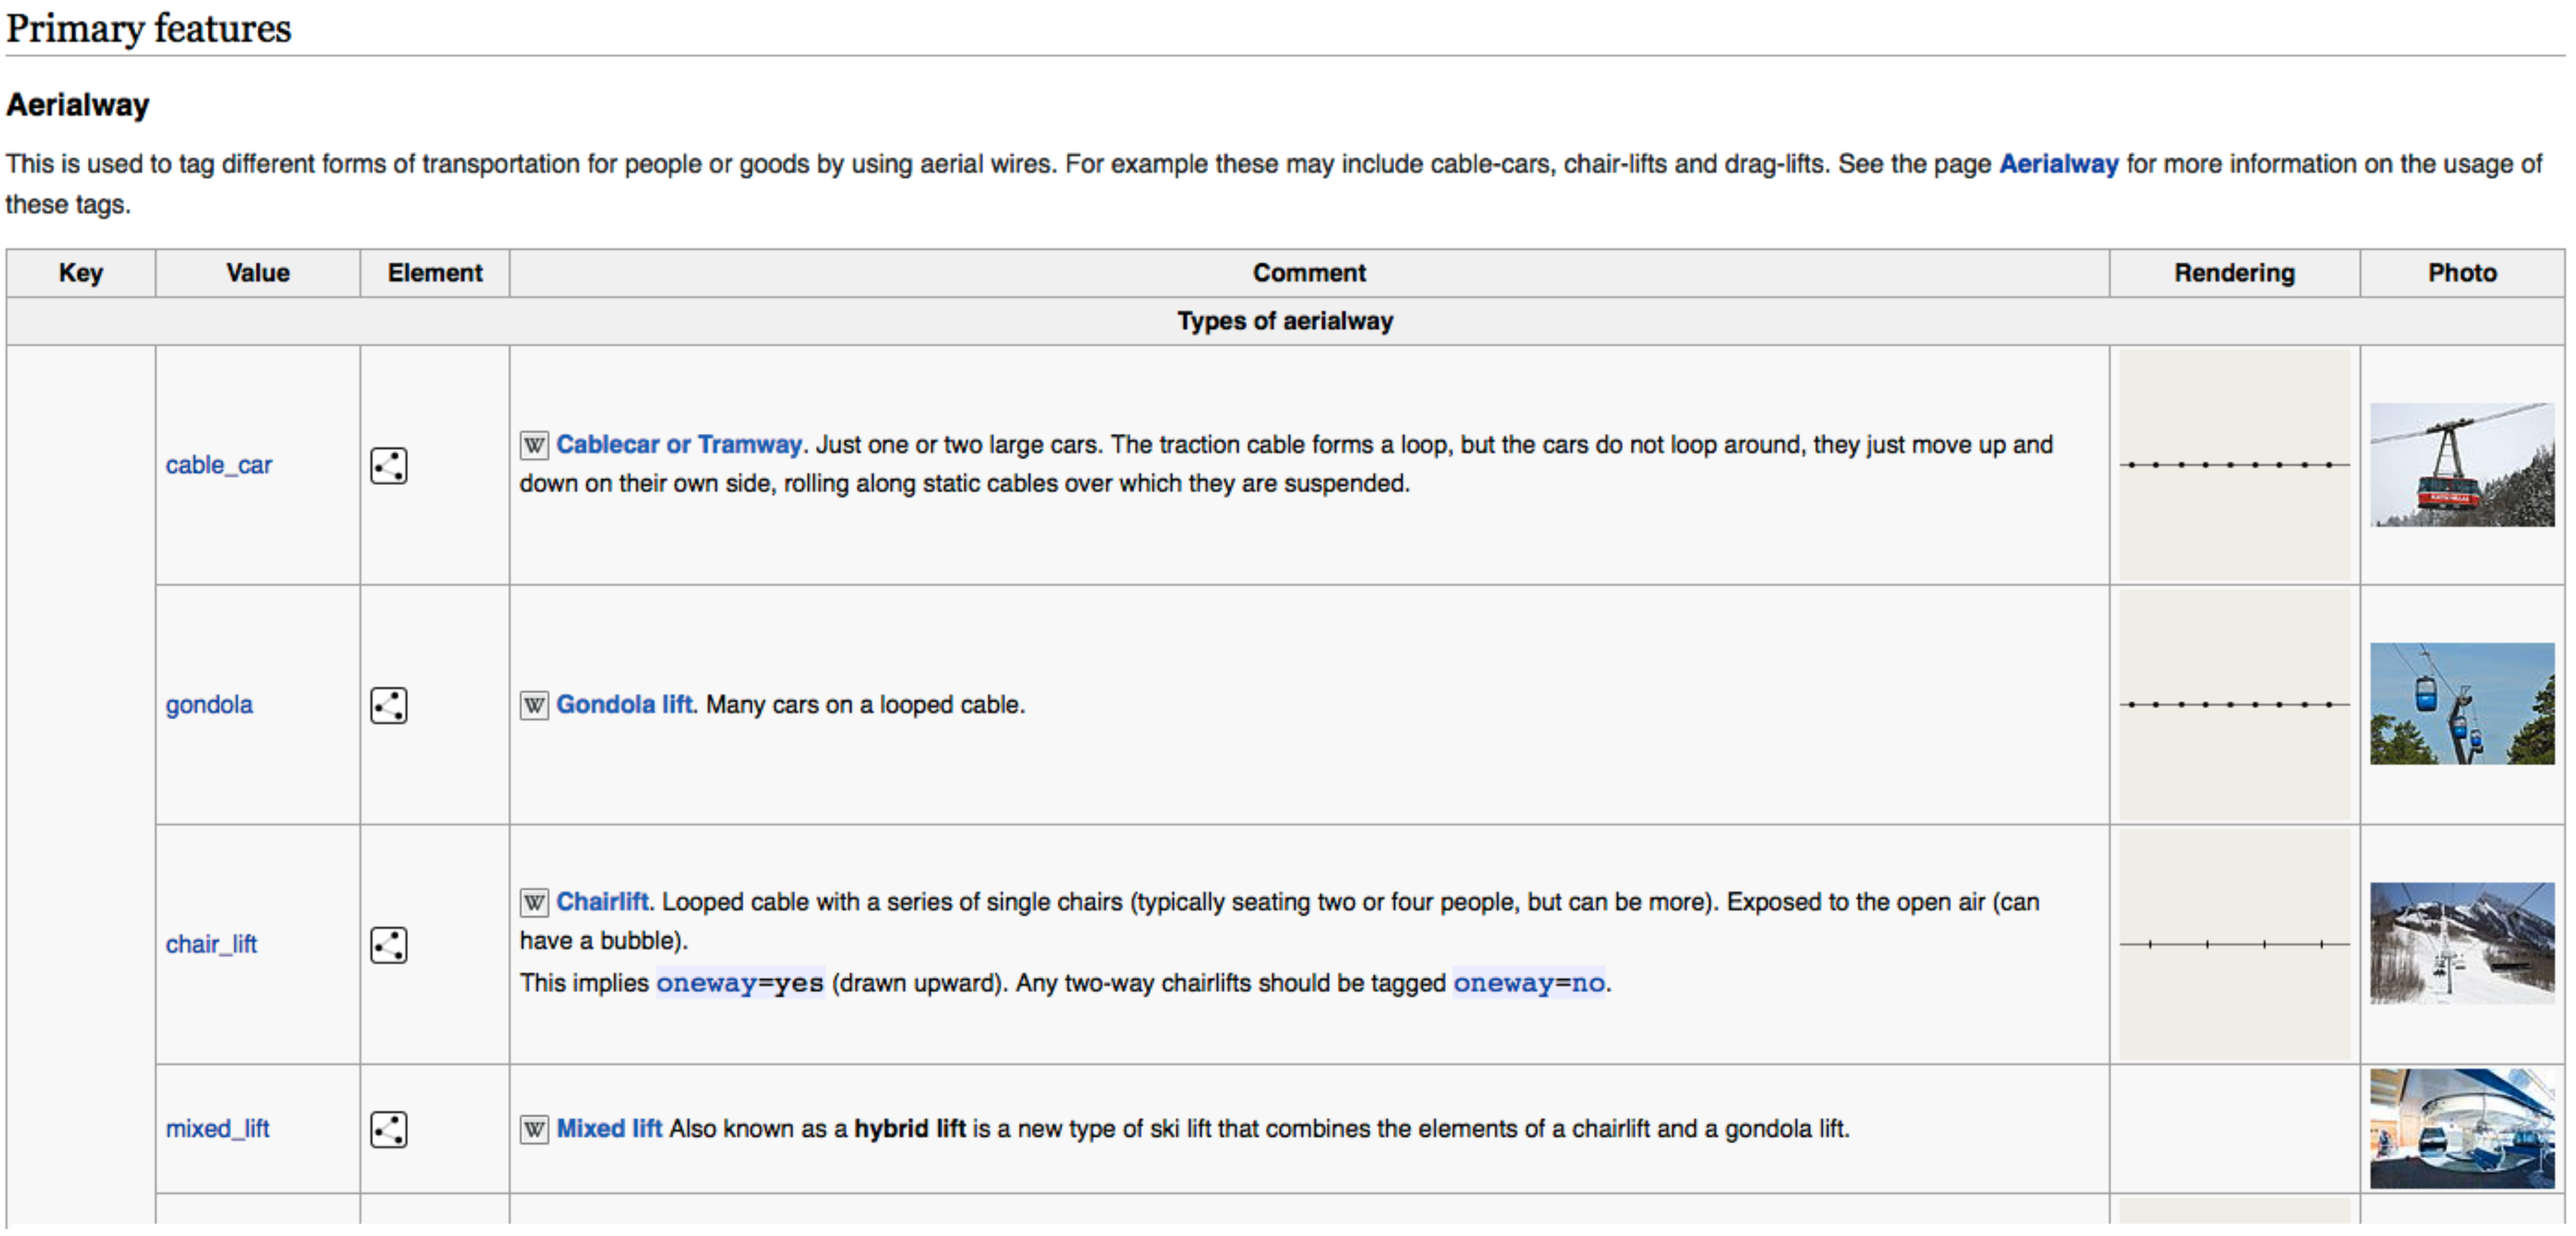 Primary features
Aerialway
This is used to tag different forms of transportation for people or goods by using aerial wires. For example these may include cable-cars, chair-lifts and drag-lifts. See the page Aerialway for more information on the usage of
these tags.
Key Value Element Comment Rendering Photo
Types of aerialway
cable_car
W Cablecar or Tramway. Just one or two large cars. The traction cable forms a loop, but the cars do not loop around, they just move up and
down on their own side, rolling along static cables over which they are suspended.
gondola
W Gondola lift. Many cars on a looped cable.
chair_lift
W Chairlift. Looped cable with a series of single chairs (typically seating two or four people, but can be more). Exposed to the open air (can
have a bubble).
This implies oneway=yes (drawn upward). Any two-way chairlifts should be tagged oneway=no.
mixed_lift
W Mixed lift Also known as a hybrid lift is a new type of ski lift that combines the elements of a chairlift and a gondola lift.